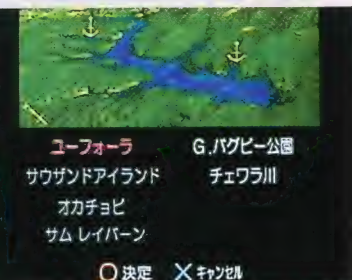 ユーフォーラ
サウザンドアイランド
オカチョビ
サム レイバーン
G.バグビー公園
チェワラ川
○ 決定 × キャンセル